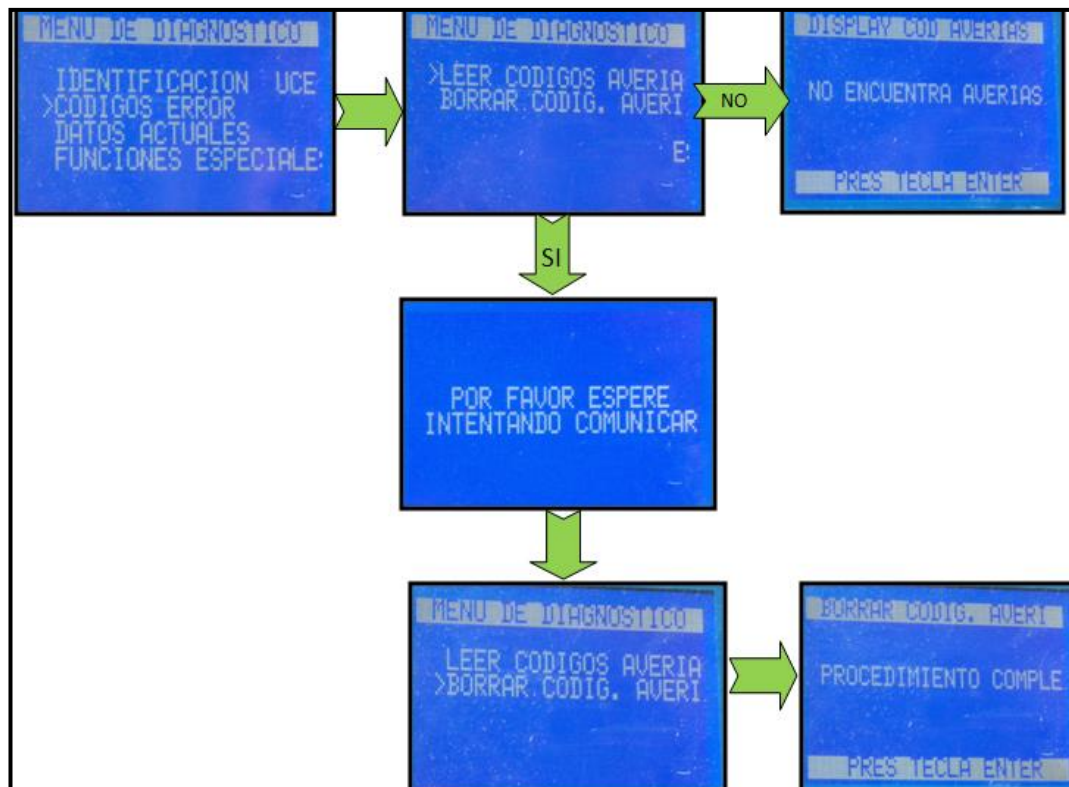 MENU DE DIAGNOSTICO
IDENTIFICACION UCE
>CODIGOS ERROR
DATOS ACTUALES
FUNCIONES ESPECIALES
MENU DE DIAGNOSTICO
>LEER CODIGOS AVERIA
BORRAR CODIG. AVERI
E
NO
DISPLAY COD AVERIAS
NO ENCUENTRA AVERIAS
PRES TECLA ENTER
SI
POR FAVOR ESPERE
INTENTANDO COMUNICAR
MENU DE DIAGNOSTICO
LEER CODIGOS AVERIA
>BORRAR CODIG. AVERI
BORRAR CODIG. AVERI
PROCEDIMIENTO COMPLE
PRES TECLA ENTER